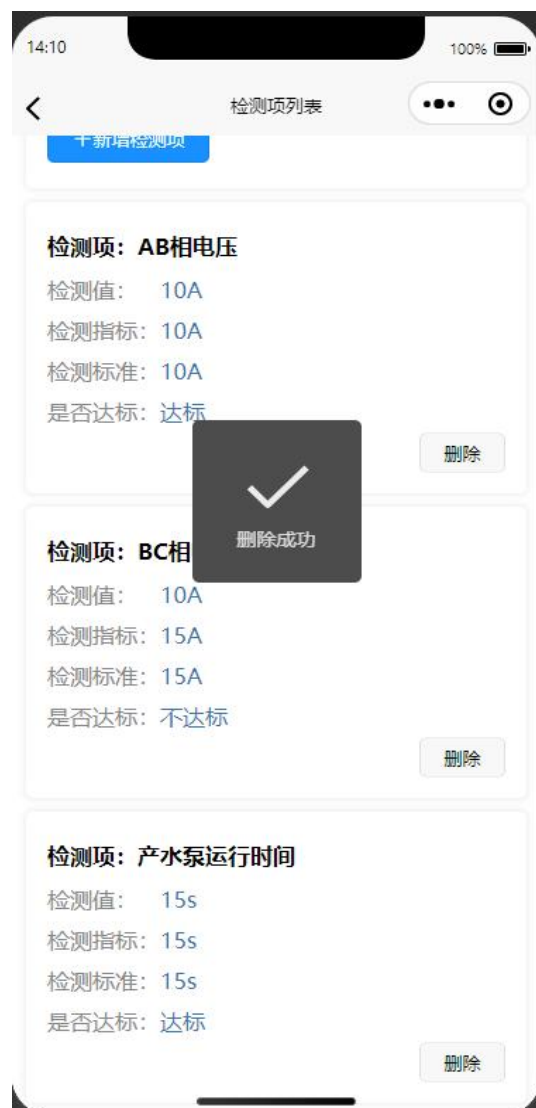 14:10
100%
检测项列表
十新增检测项
检测项：AB相电压
检测值： 10A
检测指标：10A
检测标准：10A
是否达标：达标
删除
删除成功
检测项：BC相
检测值： 10A
检测指标：15A
检测标准：15A
是否达标：不达标
删除
检测项：产水泵运行时间
检测值： 15s
检测指标：15s
检测标准：15s
是否达标：达标
删除